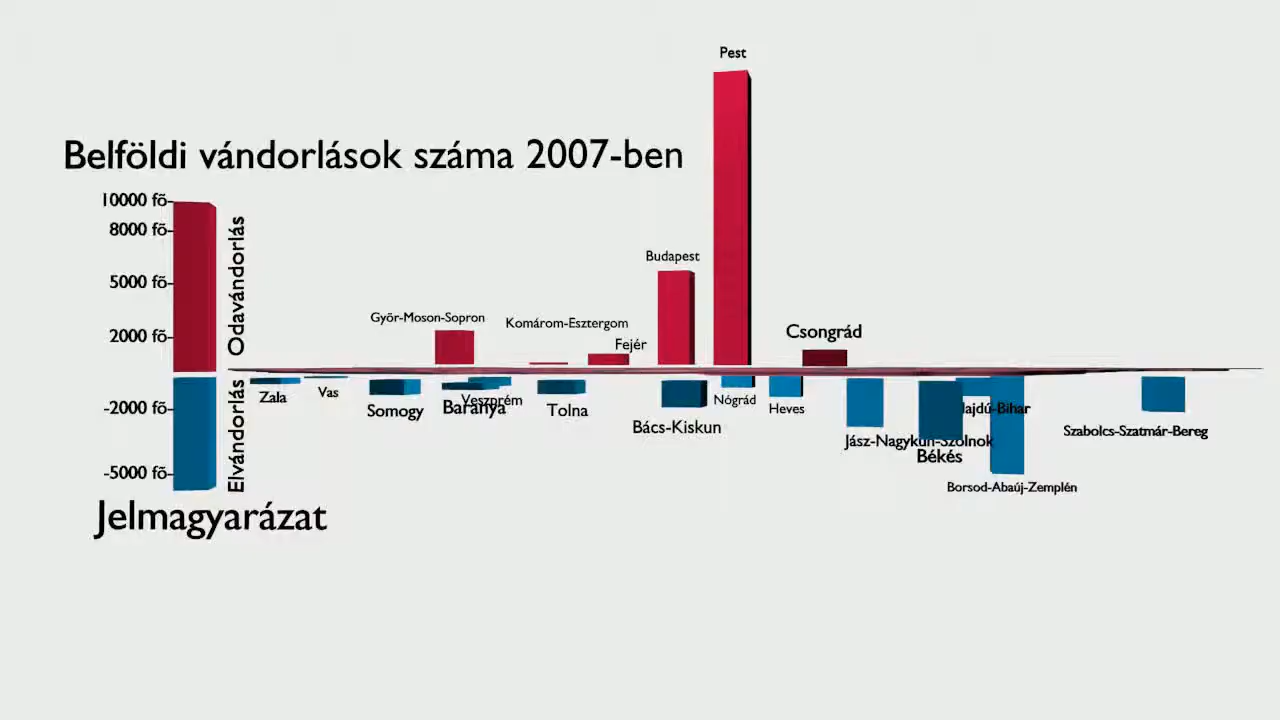 Pest
Belföldi vándorlások száma 2007-ben
10000 fő
8000 fő
5000 fő
2000 fő
-2000 fő
-5000 fő
Odavándorlás
Elvándorlás
Jelmagyarázat
Budapest
Győr-Moson-Sopron
Komárom-Esztergom
Fejér
Csongrád
Zala
Vas
Somogy
Baranya
Veszprém
Tolna
Bács-Kiskun
Nógrád
Heves
Jász-Nagykun-Szolnok
Hajdú-Bihar
Békés
Borsod-Abaúj-Zemplén
Szabolcs-Szatmár-Bereg